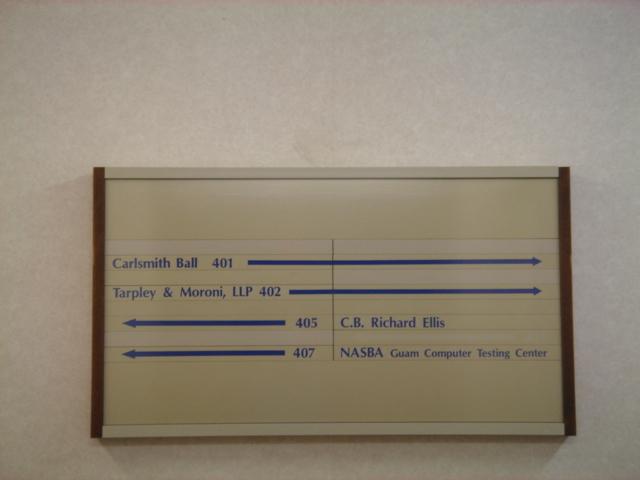 Carlsmith Ball 401
Tarpley & Moroni, LLP 402
405 C.B. Richard Ellis
407 NASBA Guam Computer Testing Center